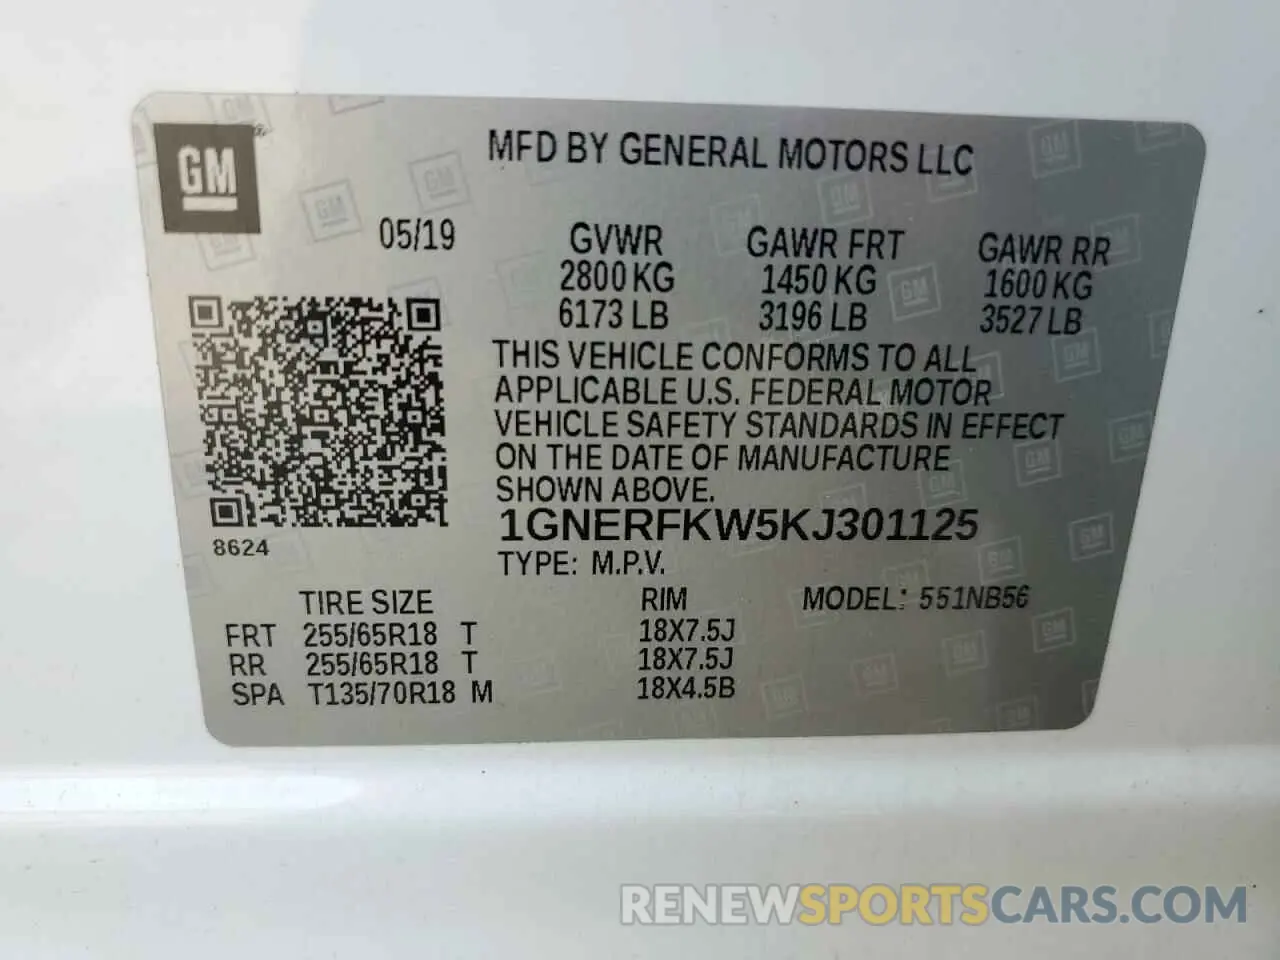 GM
MFD BY GENERAL MOTORS LLC
05/19 GVWR GAWR FRT GAWR RR
2800 KG 1450 KG 1600 KG
6173 LB 3196 LB 3527 LB
THIS VEHICLE CONFORMS TO ALL
APPLICABLE U.S. FEDERAL MOTOR
VEHICLE SAFETY STANDARDS IN EFFECT
ON THE DATE OF MANUFACTURE
SHOWN ABOVE.
1GNERFKW5KJ301125
8624
TYPE: M.P.V.
TIRE SIZE RIM MODEL: 551NB56
FRT 255/65R18 T 18X7.5J
RR 255/65R18 T 18X7.5J
SPA T135/70R18 M 18X4.5B
RENEWSPORTSCARS.COM